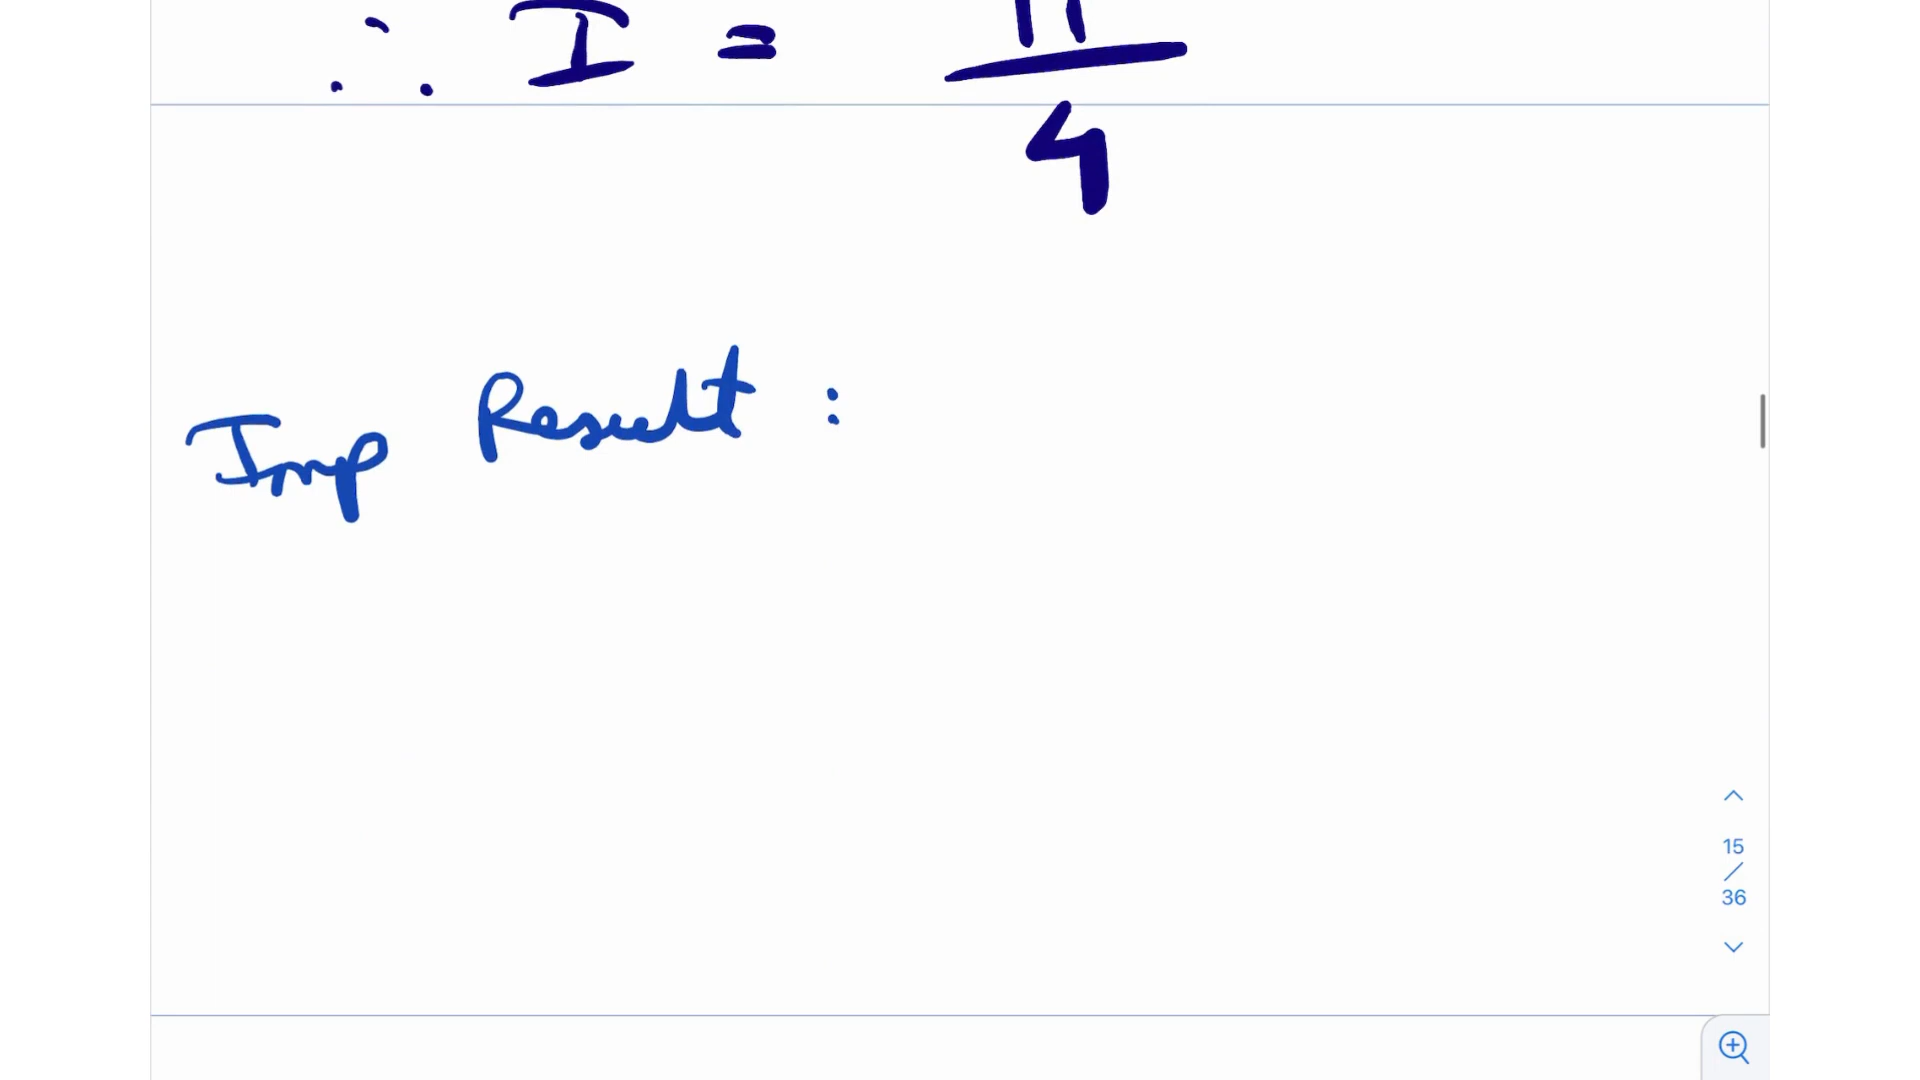 ∴ I = π/4
Imp Result :
15
/
36